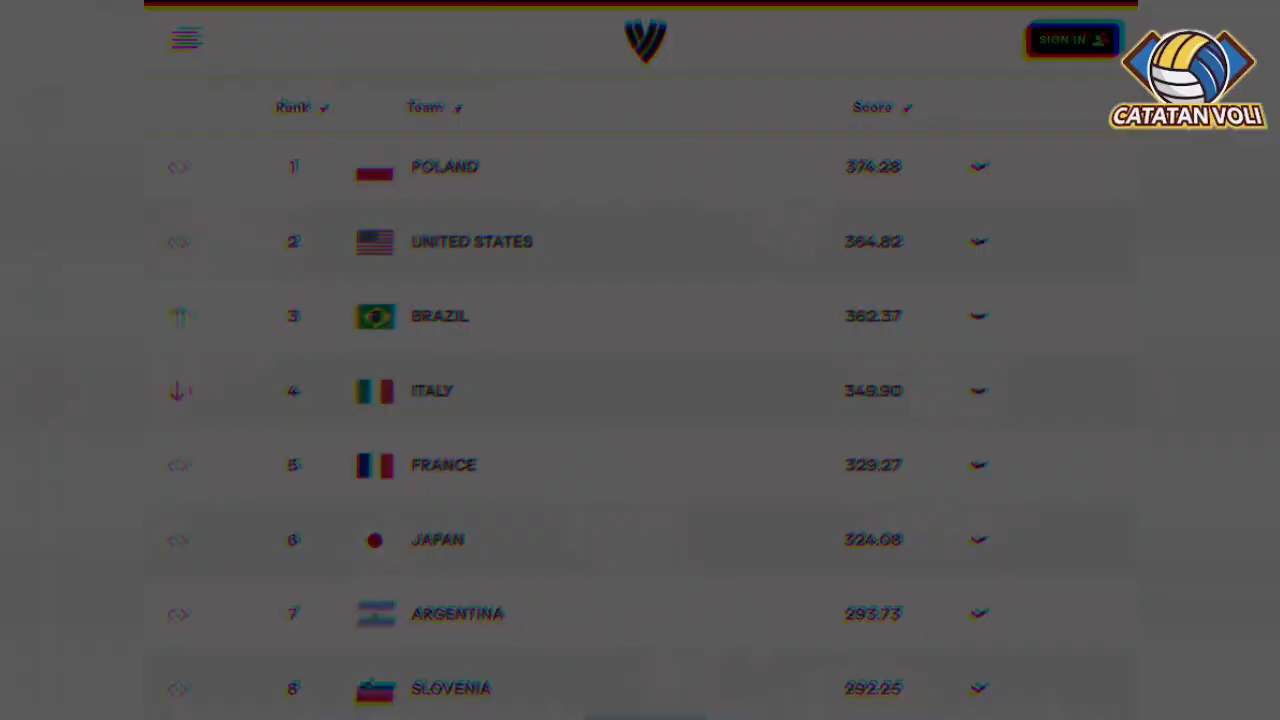 SIGN IN
CATATAN VOLI
Rank Team Score
1 POLAND 374.28
2 UNITED STATES 364.82
3 BRAZIL 362.37
4 ITALY 349.90
5 FRANCE 329.27
6 JAPAN 324.08
7 ARGENTINA 293.73
8 SLOVENIA 292.25